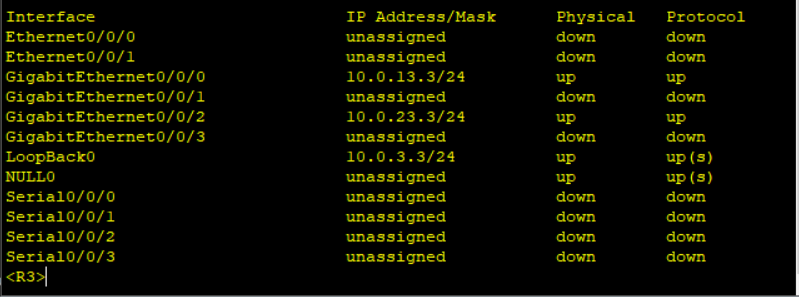 Interface IP Address/Mask Physical Protocol
Ethernet0/0/0 unassigned down down
Ethernet0/0/1 unassigned down down
GigabitEthernet0/0/0 10.0.13.3/24 up up
GigabitEthernet0/0/1 unassigned down down
GigabitEthernet0/0/2 10.0.23.3/24 up up
GigabitEthernet0/0/3 unassigned down down
LoopBack0 10.0.3.3/24 up up(s)
NULL0 unassigned up up(s)
Serial0/0/0 unassigned down down
Serial0/0/1 unassigned down down
Serial0/0/2 unassigned down down
Serial0/0/3 unassigned down down
<R3>